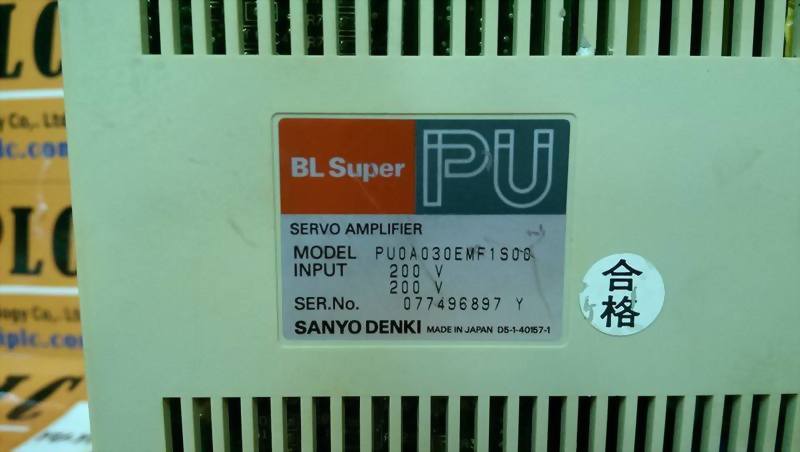 BL Super PU
SERVO AMPLIFIER
MODEL PU0A030EMF1S00
INPUT 200 V
200 V
SER.No. 077496897 Y
SANYO DENKI MADE IN JAPAN D5-1-40157-1
合格